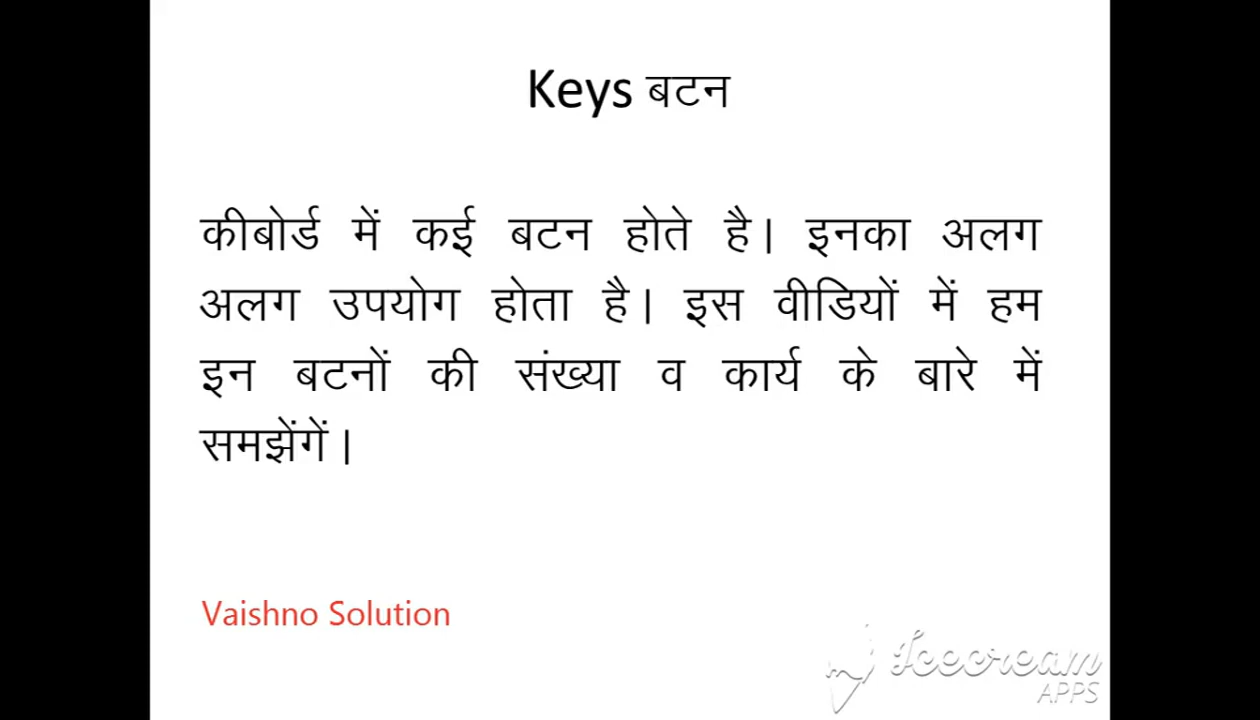 Keys बटन
कीबोर्ड में कई बटन होते है। इनका अलग
अलग उपयोग होता है। इस वीडियों में हम
इन बटनों की संख्या व कार्य के बारे में
समझेंगें।
Vaishno Solution
Icecream
APPS